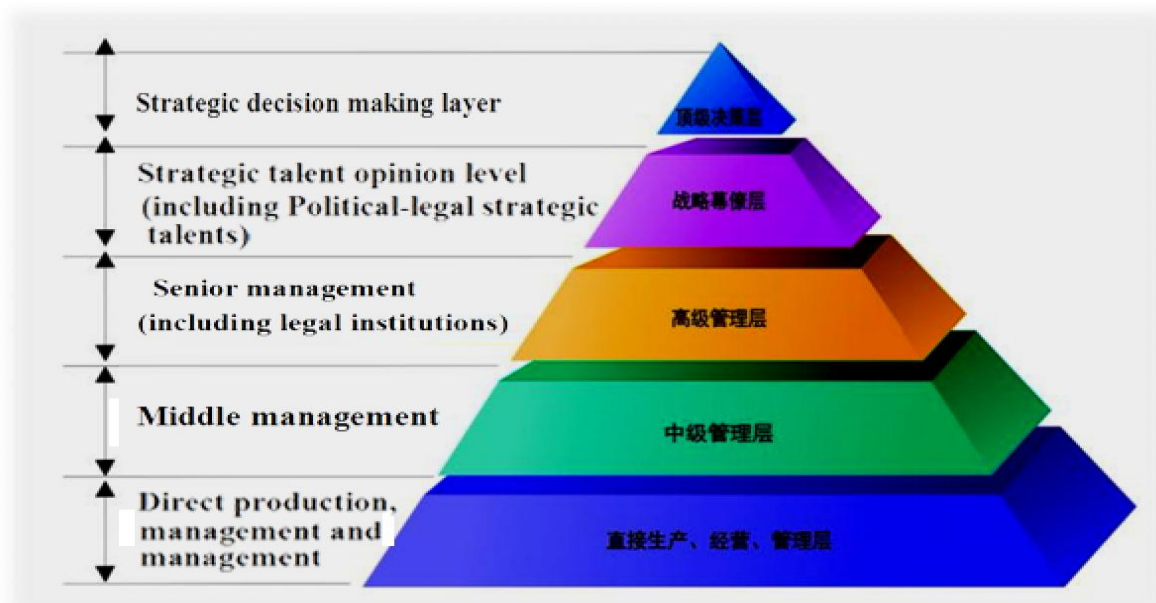 Strategic decision making layer
顶级决策层
Strategic talent opinion level
(including Political-legal strategic
talents)
战略幕僚层
Senior management
(including legal institutions)
高级管理层
Middle management
中级管理层
Direct production,
management and
management
直接生产、经营、管理层